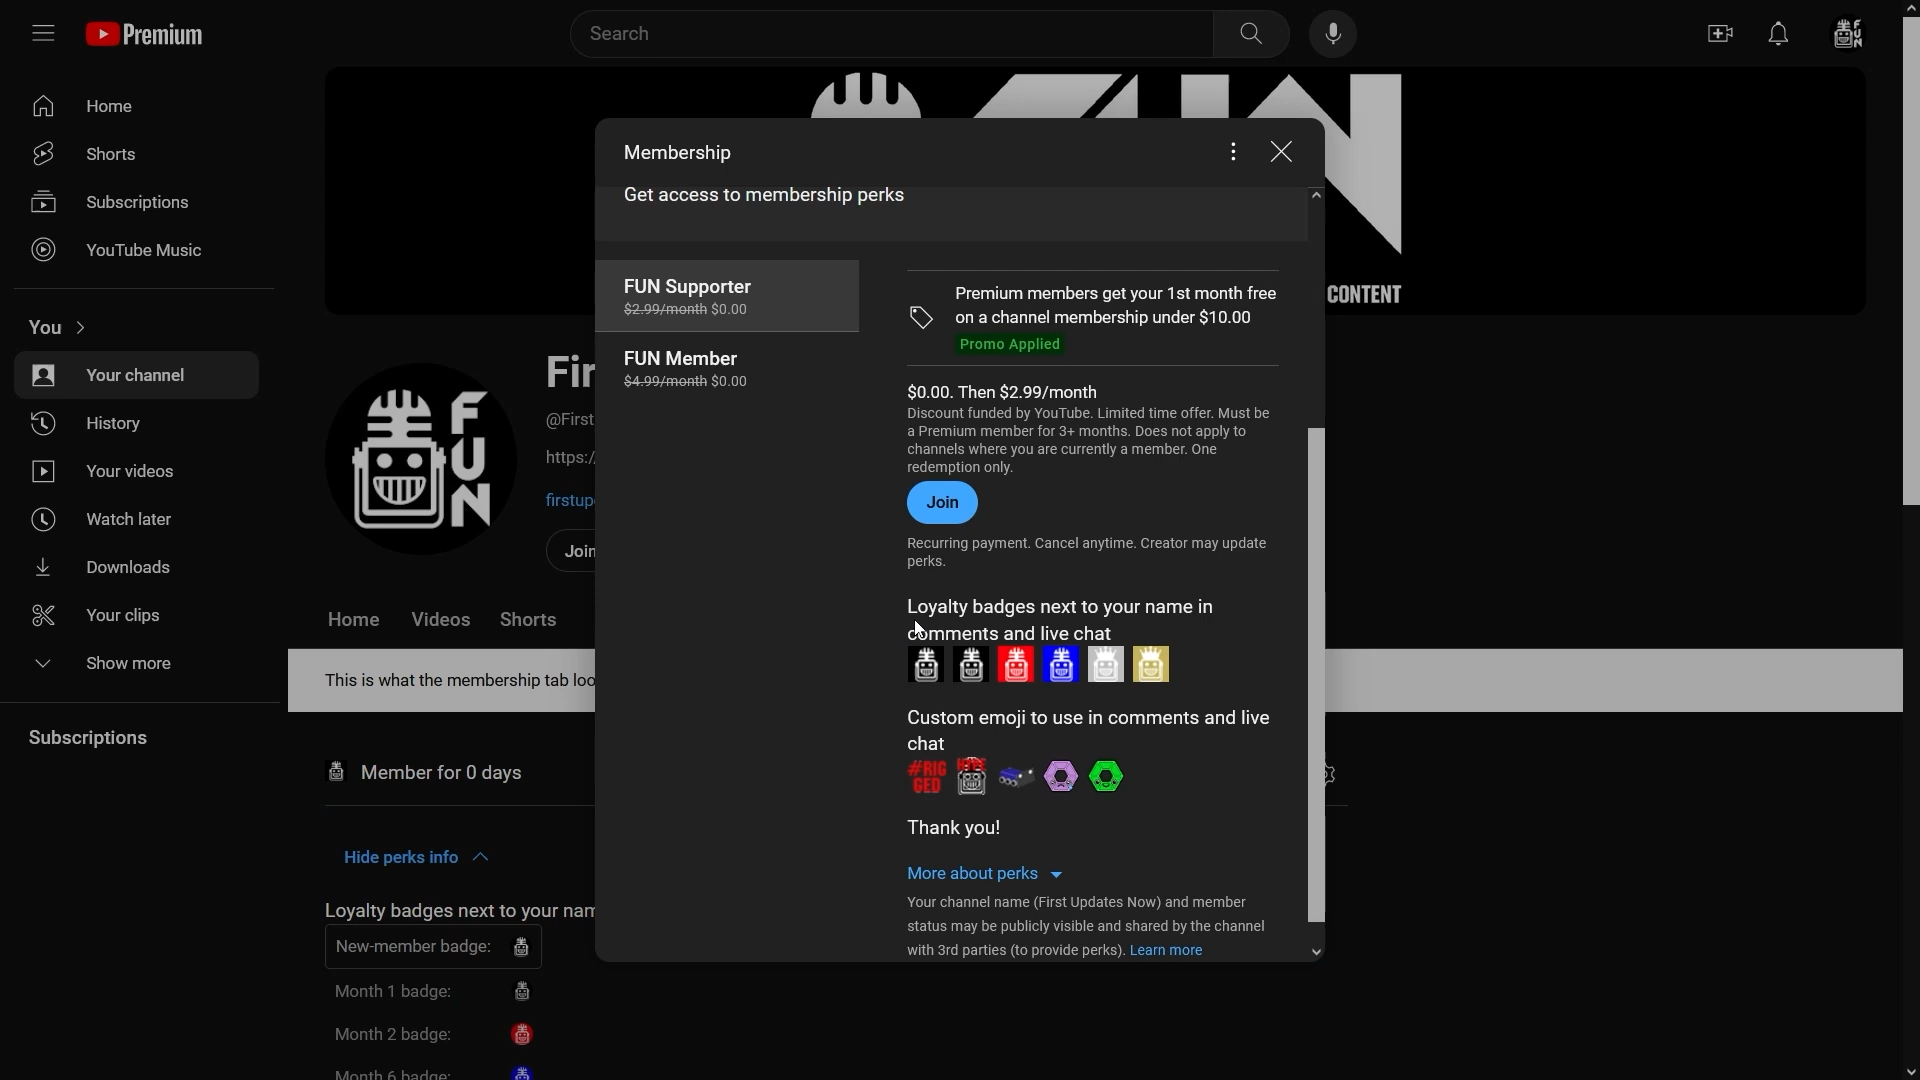 Premium
Search
FUN
Home
Shorts
Subscriptions
YouTube Music
You
Your channel
History
Your videos
Watch later
Downloads
Your clips
Show more
Subscriptions
CONTENT
Fir
@First
https:/
firstup
Join
FUN
Home
Videos
Shorts
This is what the membership tab loo
Member for 0 days
Hide perks info
Loyalty badges next to your nam
New-member badge:
Month 1 badge:
Month 2 badge:
Month 6 badge:
Membership
Get access to membership perks
FUN Supporter
$2.99/month $0.00
FUN Member
$4.99/month $0.00
Premium members get your 1st month free
on a channel membership under $10.00
Promo Applied
$0.00. Then $2.99/month
Discount funded by YouTube. Limited time offer. Must be
a Premium member for 3+ months. Does not apply to
channels where you are currently a member. One
redemption only.
Join
Recurring payment. Cancel anytime. Creator may update
perks.
Loyalty badges next to your name in
comments and live chat
Custom emoji to use in comments and live
chat
#RIG
GED
HYPE
Thank you!
More about perks
Your channel name (First Updates Now) and member
status may be publicly visible and shared by the channel
with 3rd parties (to provide perks). Learn more